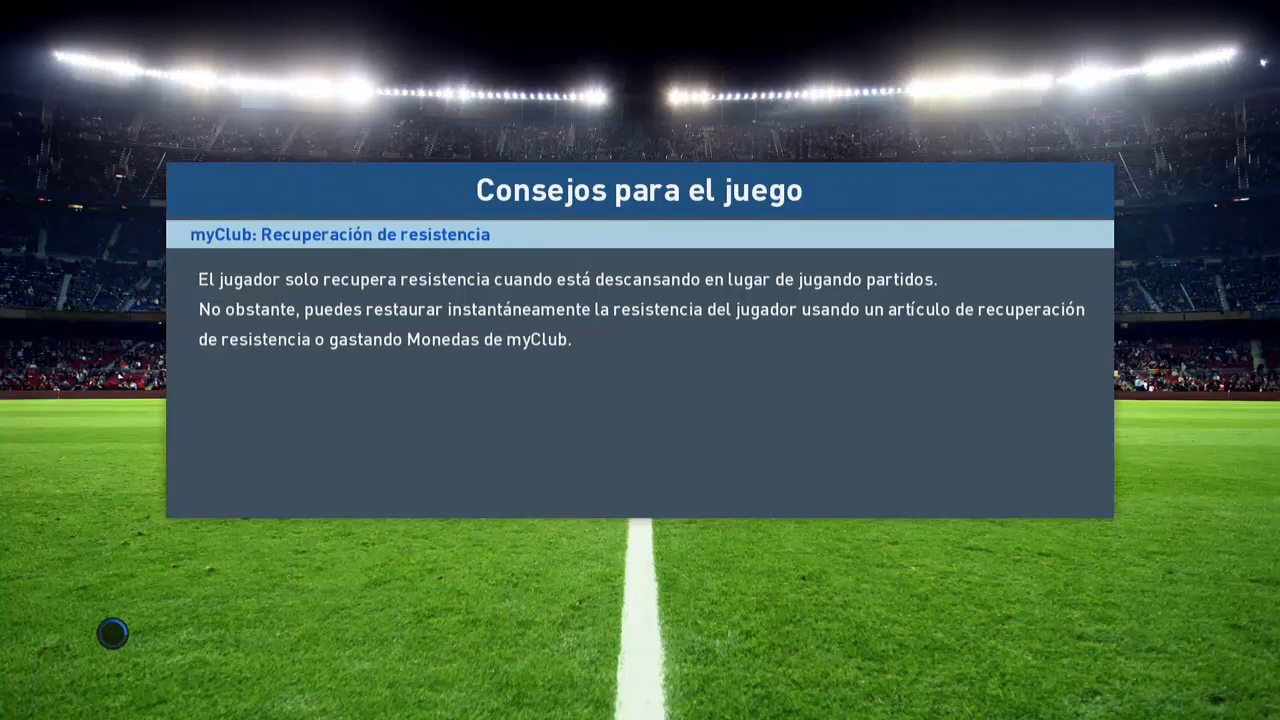 Consejos para el juego
myClub: Recuperación de resistencia
El jugador solo recupera resistencia cuando está descansando en lugar de jugando partidos.
No obstante, puedes restaurar instantáneamente la resistencia del jugador usando un artículo de recuperación
de resistencia o gastando Monedas de myClub.